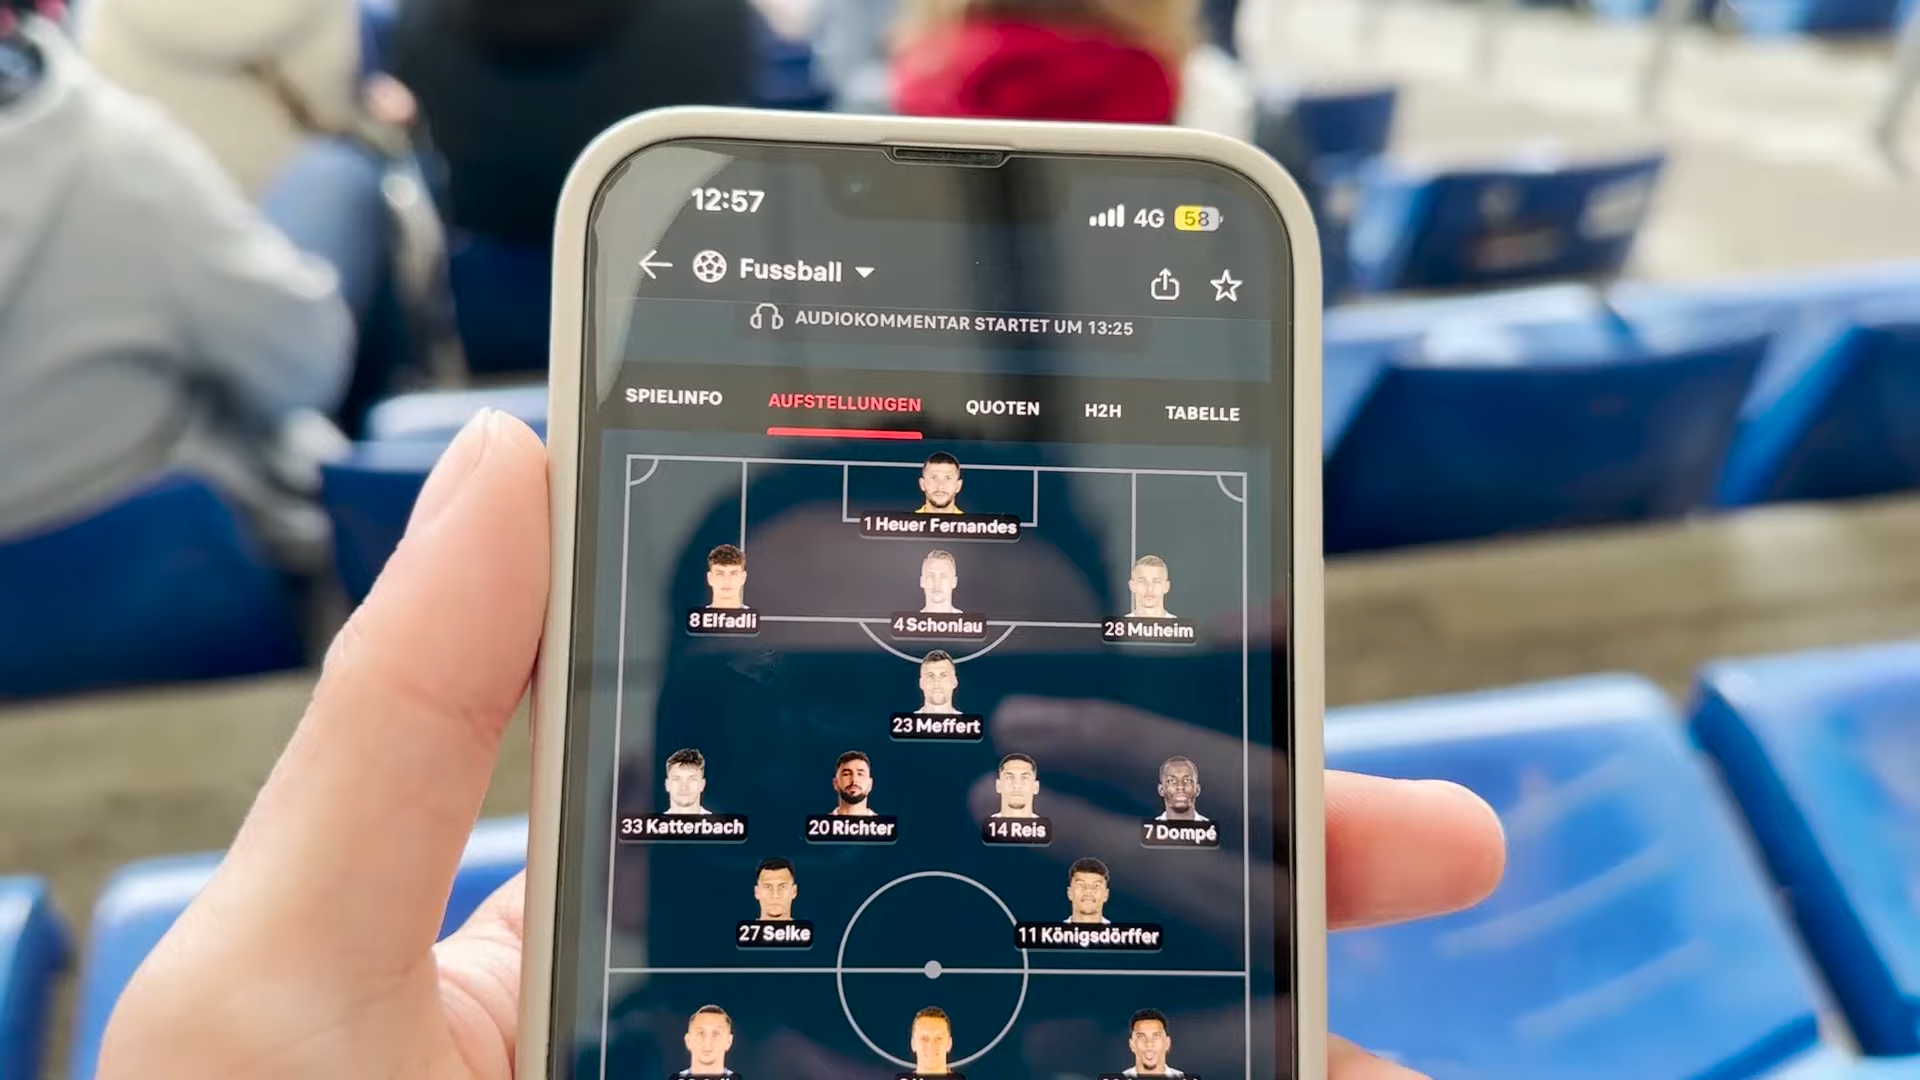 12:57
4G 58
Fussball
AUDIOKOMMENTAR STARTET UM 13:25
SPIELINFO AUFSTELLUNGEN QUOTEN H2H TABELLE
1 Heuer Fernandes
8 Elfadli 4 Schonlau 28 Muheim
23 Meffert
33 Katterbach 20 Richter 14 Reis 7 Dompé
27 Selke 11 Königsdörffer